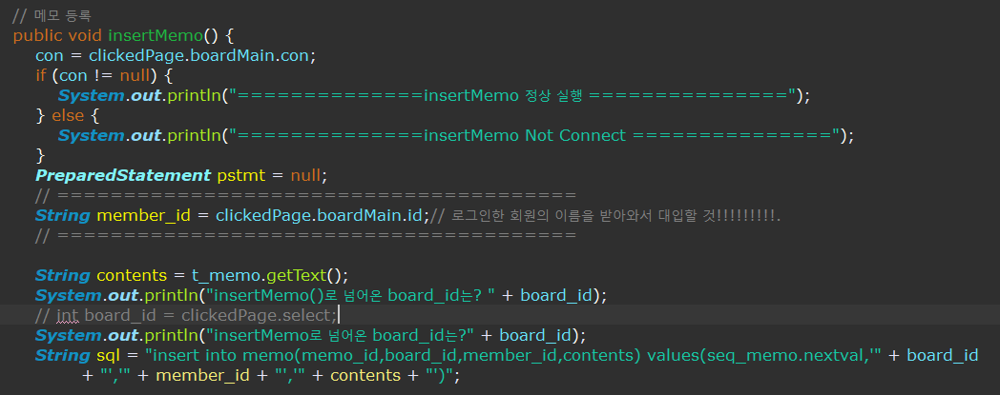 // 메모 등록
public void insertMemo() {
con = clickedPage.boardMain.con;
if (con != null) {
System.out.println("==============insertMemo 정상 실행 ===============");
} else {
System.out.println("==============insertMemo Not Connect ===============");
}
PreparedStatement pstmt = null;
// =======================================
String member_id = clickedPage.boardMain.id;// 로그인한 회원의 이름을 받아와서 대입할 것!!!!!!!!!.
// =======================================
String contents = t_memo.getText();
System.out.println("insertMemo()로 넘어온 board_id는? " + board_id);
// int board_id = clickedPage.select;
System.out.println("insertMemo로 넘어온 board_id는?" + board_id);
String sql = "insert into memo(memo_id,board_id,member_id,contents) values(seq_memo.nextval,'" + board_id
+ "','" + member_id + "','" + contents + "')";